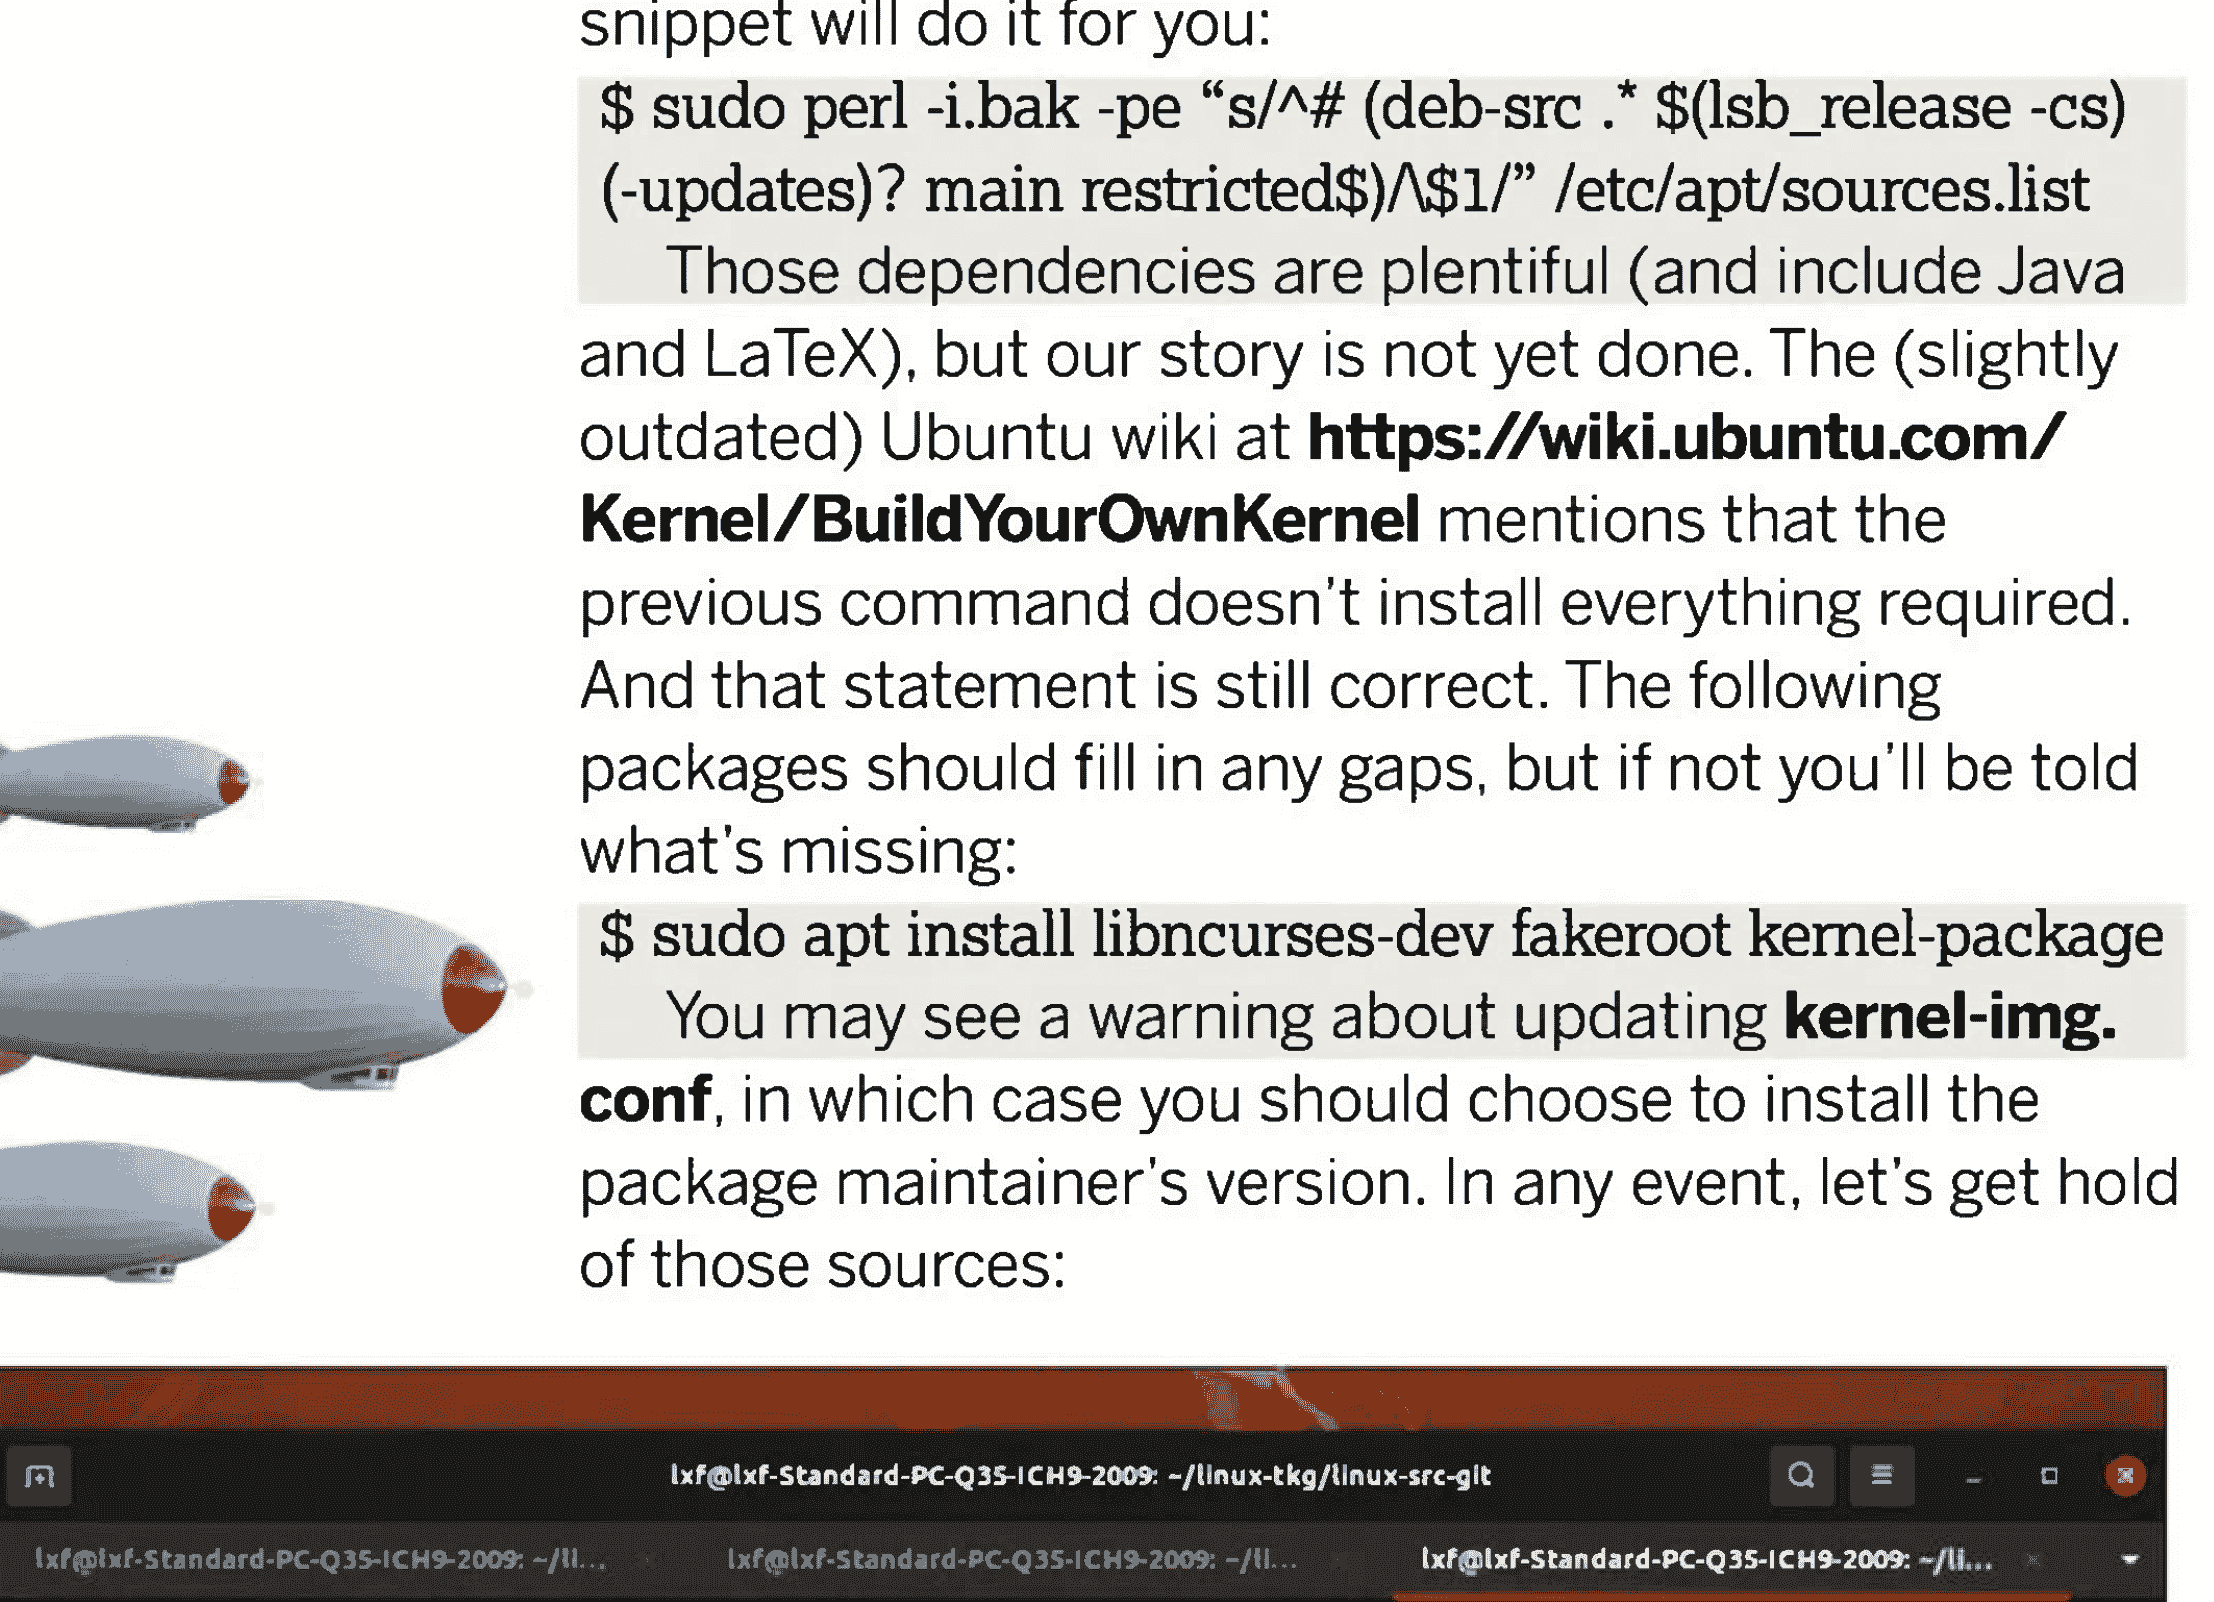 snippet will do it for you:
$ sudo perl -i.bak -pe “s/^# (deb-src .* $(lsb_release -cs)
(-updates)? main restricted$)/\$1/” /etc/apt/sources.list
Those dependencies are plentiful (and include Java
and LaTeX), but our story is not yet done. The (slightly
outdated) Ubuntu wiki at https://wiki.ubuntu.com/
Kernel/BuildYourOwnKernel mentions that the
previous command doesn’t install everything required.
And that statement is still correct. The following
packages should fill in any gaps, but if not you’ll be told
what’s missing:
$ sudo apt install libncurses-dev fakeroot kernel-package
You may see a warning about updating kernel-img.
conf, in which case you should choose to install the
package maintainer’s version. In any event, let’s get hold
of those sources:
lxf@lxf-Standard-PC-Q35-ICH9-2009: ~/linux-tkg/linux-src-git
lxf@lxf-Standard-PC-Q35-ICH9-2009: ~/li...
lxf@lxf-Standard-PC-Q35-ICH9-2009: ~/li...
lxf@lxf-Standard-PC-Q35-ICH9-2009: ~/li...